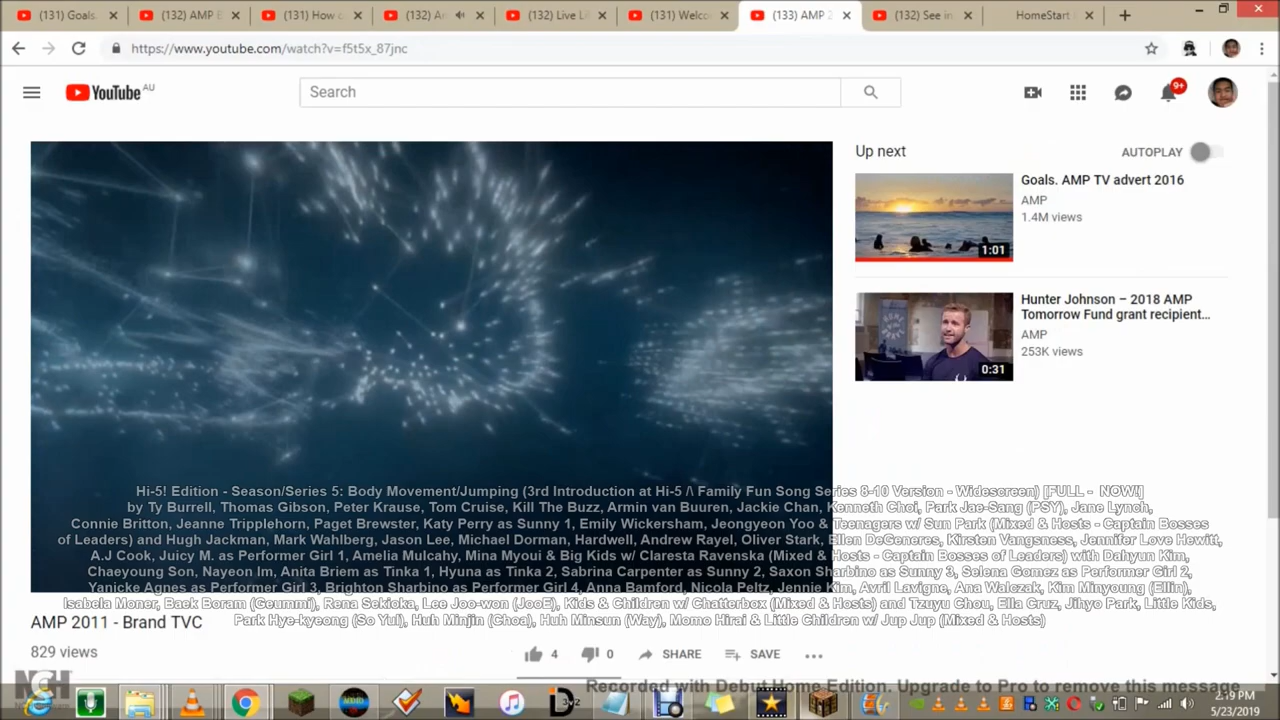 (131) Goals.
(132) AMP E
(131) How c
(132) An
(132) Live Li
(131) Welco
(133) AMP 2
(132) See in
HomeStart
https://www.youtube.com/watch?v=f5t5x_87jnc
YouTube AU
Search
9+
Up next
AUTOPLAY
Goals. AMP TV advert 2016
AMP
1.4M views
1:01
Hunter Johnson – 2018 AMP
Tomorrow Fund grant recipient...
AMP
253K views
0:31
Hi-5! Edition - Season/Series 5: Body Movement/Jumping (3rd Introduction at Hi-5 /\ Family Fun Song Series 8-10 Version - Widescreen) [FULL - NOW!]
by Ty Burrell, Thomas Gibson, Peter Krause, Tom Cruise, Kill The Buzz, Armin van Buuren, Jackie Chan, Kenneth Choi, Park Jae-Sang (PSY), Jane Lynch,
Connie Britton, Jeanne Tripplehorn, Paget Brewster, Katy Perry as Sunny 1, Emily Wickersham, Jeongyeon Yoo & Teenagers w/ Sun Park (Mixed & Hosts - Captain Bosses
of Leaders) and Hugh Jackman, Mark Wahlberg, Jason Lee, Michael Dorman, Hardwell, Andrew Rayel, Oliver Stark, Ellen DeGeneres, Kirsten Vangsness, Jennifer Love Hewitt,
A.J Cook, Juicy M. as Performer Girl 1, Amelia Mulcahy, Mina Myoui & Big Kids w/ Claresta Ravenska (Mixed & Hosts - Captain Bosses of Leaders) with Dahyun Kim,
Chaeyoung Son, Nayeon Im, Anita Briem as Tinka 1, Hyuna as Tinka 2, Sabrina Carpenter as Sunny 2, Saxon Sharbino as Sunny 3, Selena Gomez as Performer Girl 2,
Yanicke Agnes as Performer Girl 3, Brighton Sharbino as Performer Girl 4, Anna Bamford, Nicola Peltz, Jennie Kim, Avril Lavigne, Ana Walczak, Kim Minyoung (Ellin),
Isabela Moner, Baek Boram (Geummi), Rena Sekioka, Lee Joo-won (JooE), Kids & Children w/ Chatterbox (Mixed & Hosts) and Tzuyu Chou, Ella Cruz, Jihyo Park, Little Kids,
Park Hye-kyeong (So Yul), Huh Minjin (Choa), Huh Minsun (Way), Momo Hirai & Little Children w/ Jup Jup (Mixed & Hosts)
AMP 2011 - Brand TVC
829 views
4
0
SHARE
SAVE
NCH
Recorded with Debut Home Edition. Upgrade to Pro to remove this message
2:19 PM
5/23/2019